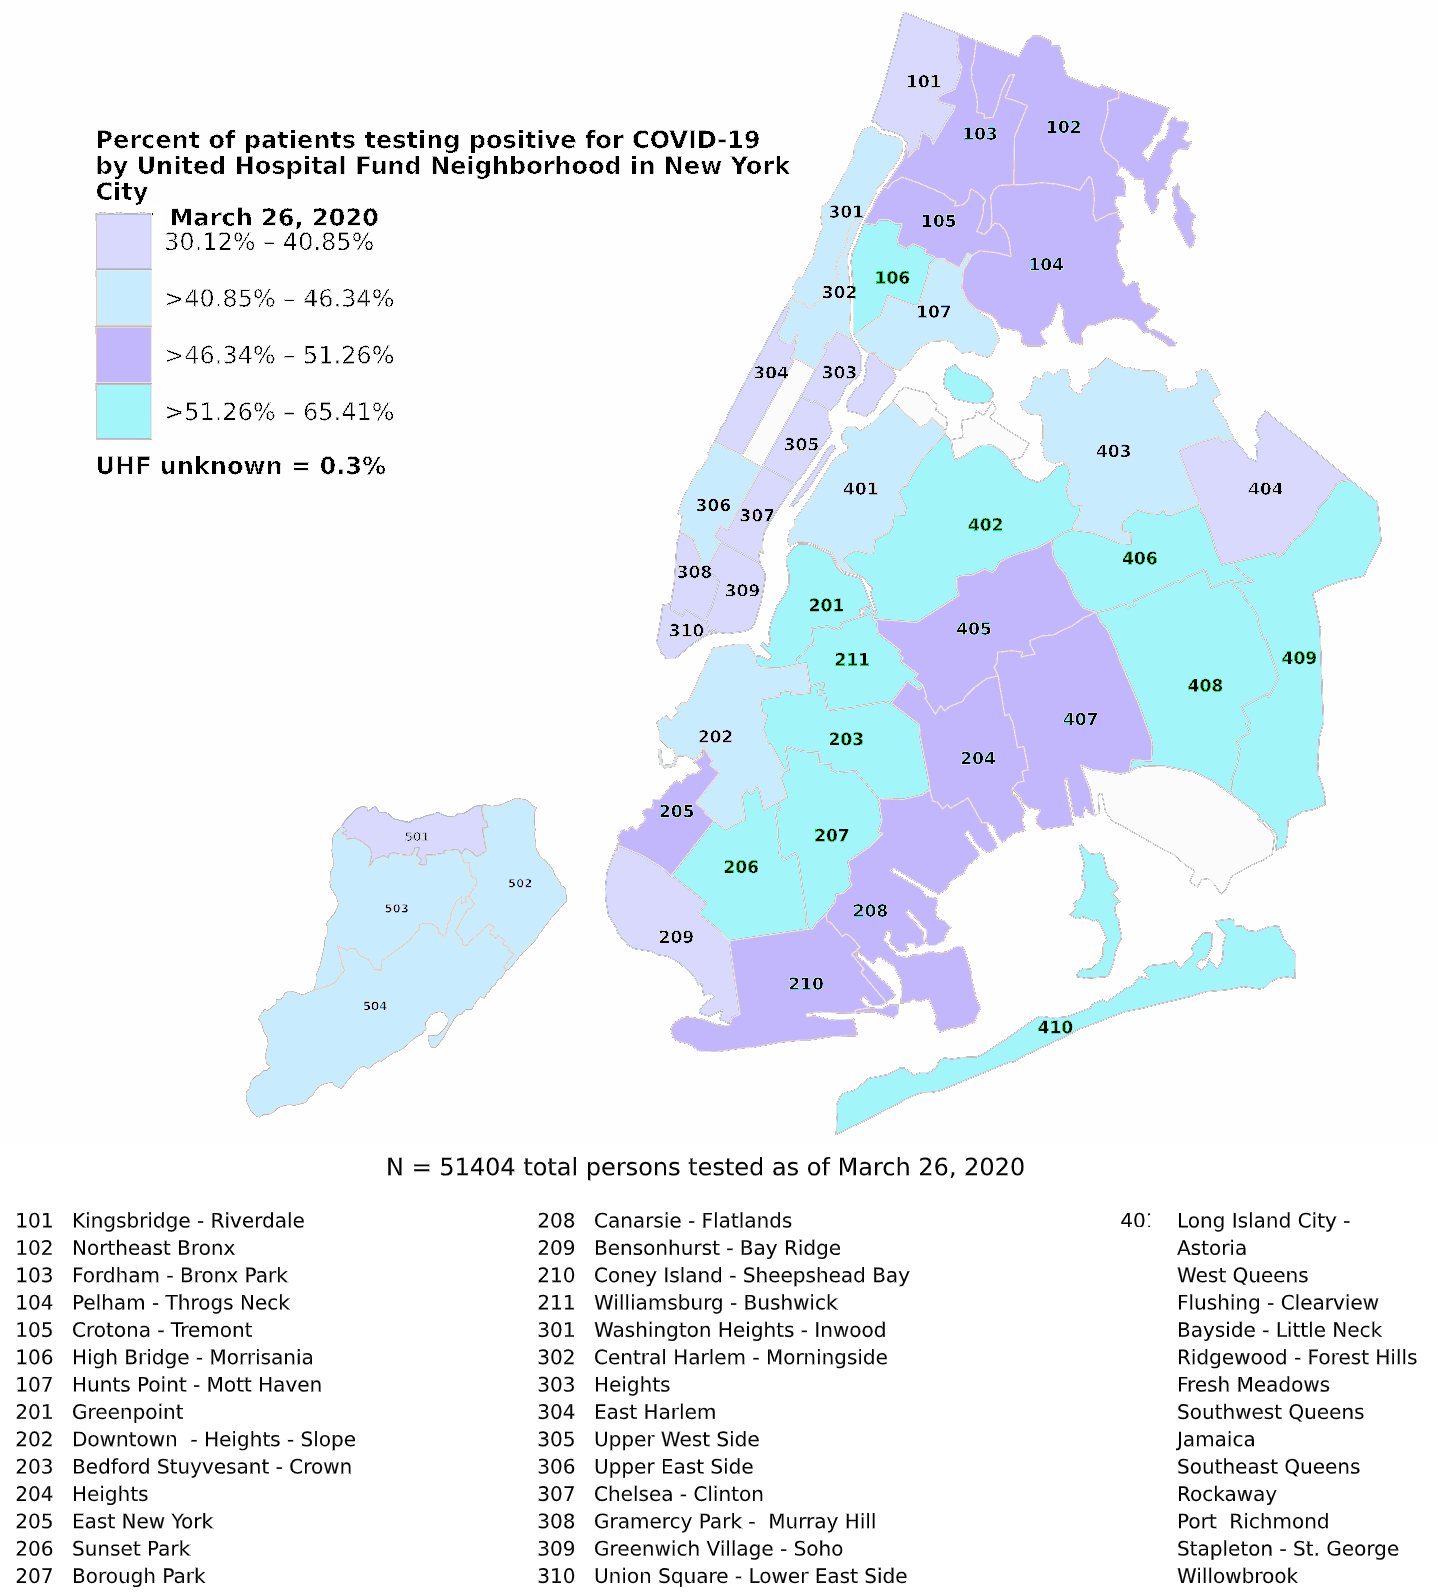 Percent of patients testing positive for COVID-19
by United Hospital Fund Neighborhood in New York
City
March 26, 2020
30.12% – 40.85%
>40.85% – 46.34%
>46.34% – 51.26%
>51.26% – 65.41%
UHF unknown = 0.3%
101
102
103
301
105
104
106
302
107
304
303
305
403
401
404
306
307
402
406
308
309
201
310
405
211
409
408
202
203
407
204
205
501
207
206
502
503
208
209
210
504
410
N = 51404 total persons tested as of March 26, 2020
101 Kingsbridge - Riverdale
102 Northeast Bronx
103 Fordham - Bronx Park
104 Pelham - Throgs Neck
105 Crotona - Tremont
106 High Bridge - Morrisania
107 Hunts Point - Mott Haven
201 Greenpoint
202 Downtown - Heights - Slope
203 Bedford Stuyvesant - Crown
204 Heights
205 East New York
206 Sunset Park
207 Borough Park
208 Canarsie - Flatlands
209 Bensonhurst - Bay Ridge
210 Coney Island - Sheepshead Bay
211 Williamsburg - Bushwick
301 Washington Heights - Inwood
302 Central Harlem - Morningside
303 Heights
304 East Harlem
305 Upper West Side
306 Upper East Side
307 Chelsea - Clinton
308 Gramercy Park - Murray Hill
309 Greenwich Village - Soho
310 Union Square - Lower East Side
Long Island City -
Astoria
West Queens
Flushing - Clearview
Bayside - Little Neck
Ridgewood - Forest Hills
Fresh Meadows
Southwest Queens
Jamaica
Southeast Queens
Rockaway
Port Richmond
Stapleton - St. George
Willowbrook